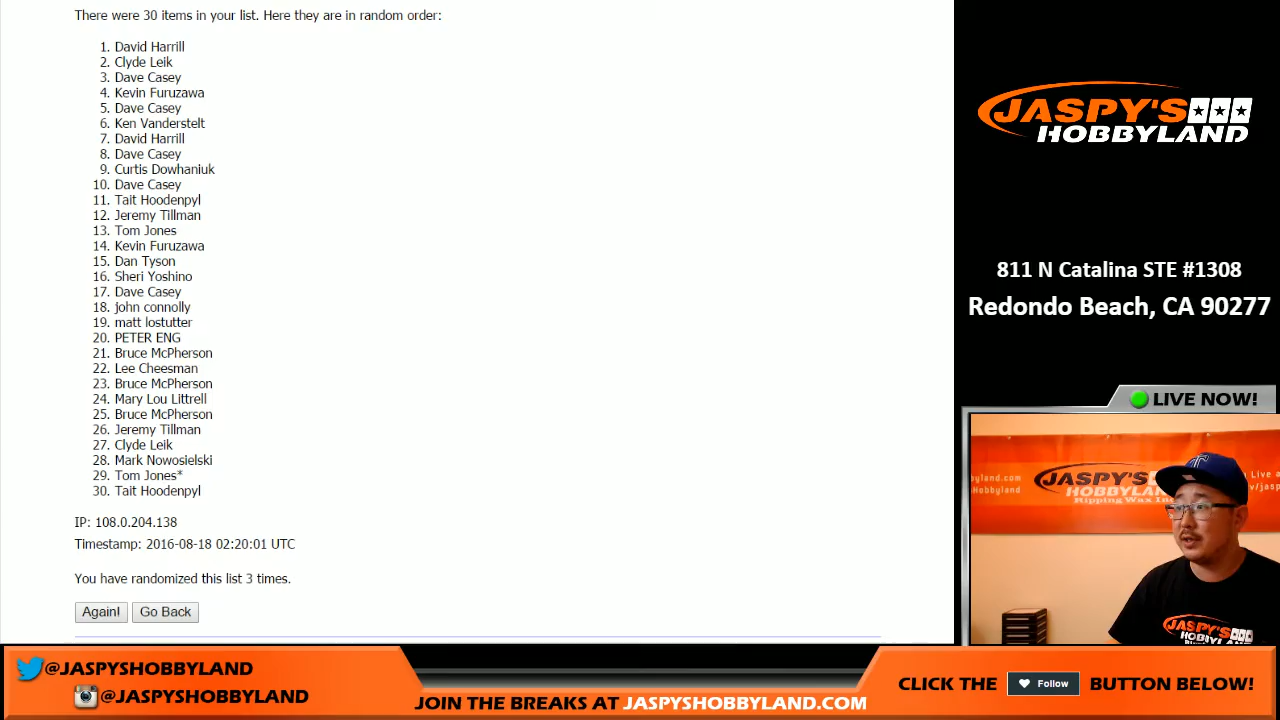 There were 30 items in your list. Here they are in random order:
1. David Harrill
2. Clyde Leik
3. Dave Casey
4. Kevin Furuzawa
5. Dave Casey
6. Ken Vanderstelt
7. David Harrill
8. Dave Casey
9. Curtis Dowhaniuk
10. Dave Casey
11. Tait Hoodenpyl
12. Jeremy Tillman
13. Tom Jones
14. Kevin Furuzawa
15. Dan Tyson
16. Sheri Yoshino
17. Dave Casey
18. john connolly
19. matt lostutter
20. PETER ENG
21. Bruce McPherson
22. Lee Cheesman
23. Bruce McPherson
24. Mary Lou Littrell
25. Bruce McPherson
26. Jeremy Tillman
27. Clyde Leik
28. Mark Nowosielski
29. Tom Jones*
30. Tait Hoodenpyl
IP: 108.0.204.138
Timestamp: 2016-08-18 02:20:01 UTC
You have randomized this list 3 times.
Again! Go Back
JASPY'S
HOBBYLAND
811 N Catalina STE #1308
Redondo Beach, CA 90277
LIVE NOW!
JASPY'S
HOBBYLAND
Ripping Wax
JASPY'S
HOBBYLAND
@JASPYSHOBBYLAND
@JASPYSHOBBYLAND
JOIN THE BREAKS AT JASPYSHOBBYLAND.COM
CLICK THE Follow BUTTON BELOW!